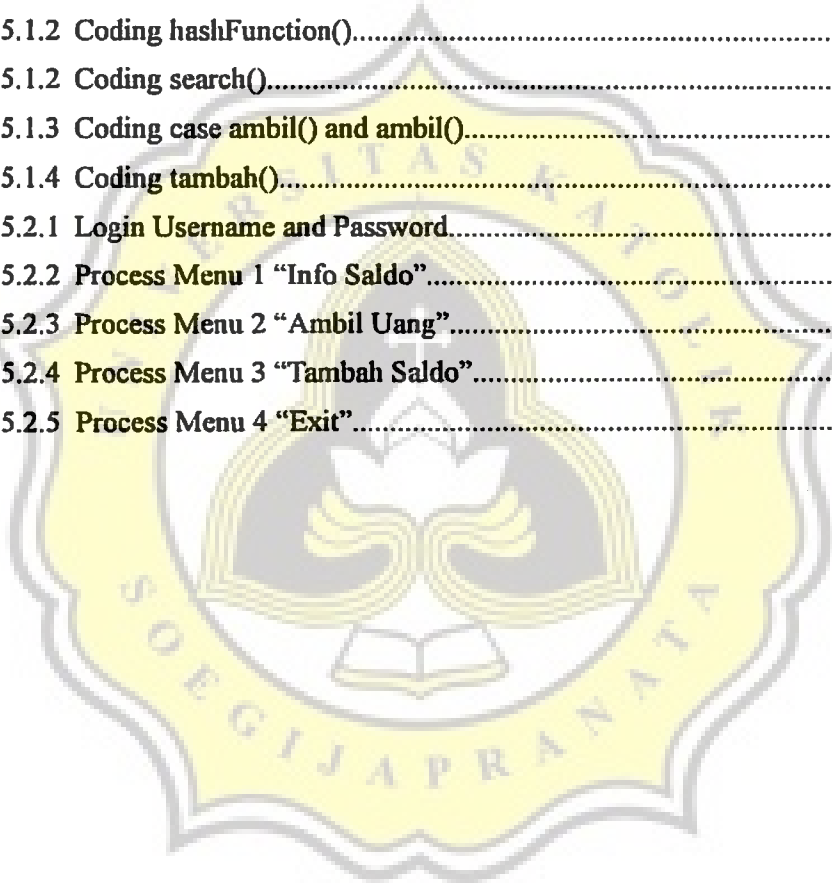 5.1.2 Coding hashFunction()................................................................................
5.1.2 Coding search()................................................................................
5.1.3 Coding case ambil() and ambil()................................................................
5.1.4 Coding tambah()................................................................................
5.2.1 Login Username and Password................................................................
5.2.2 Process Menu 1 “Info Saldo”................................................................
5.2.3 Process Menu 2 “Ambil Uang”................................................................
5.2.4 Process Menu 3 “Tambah Saldo”................................................................
5.2.5 Process Menu 4 “Exit”................................................................
UNIVERSITAS KATOLIK
SOEGIJAPRANATA